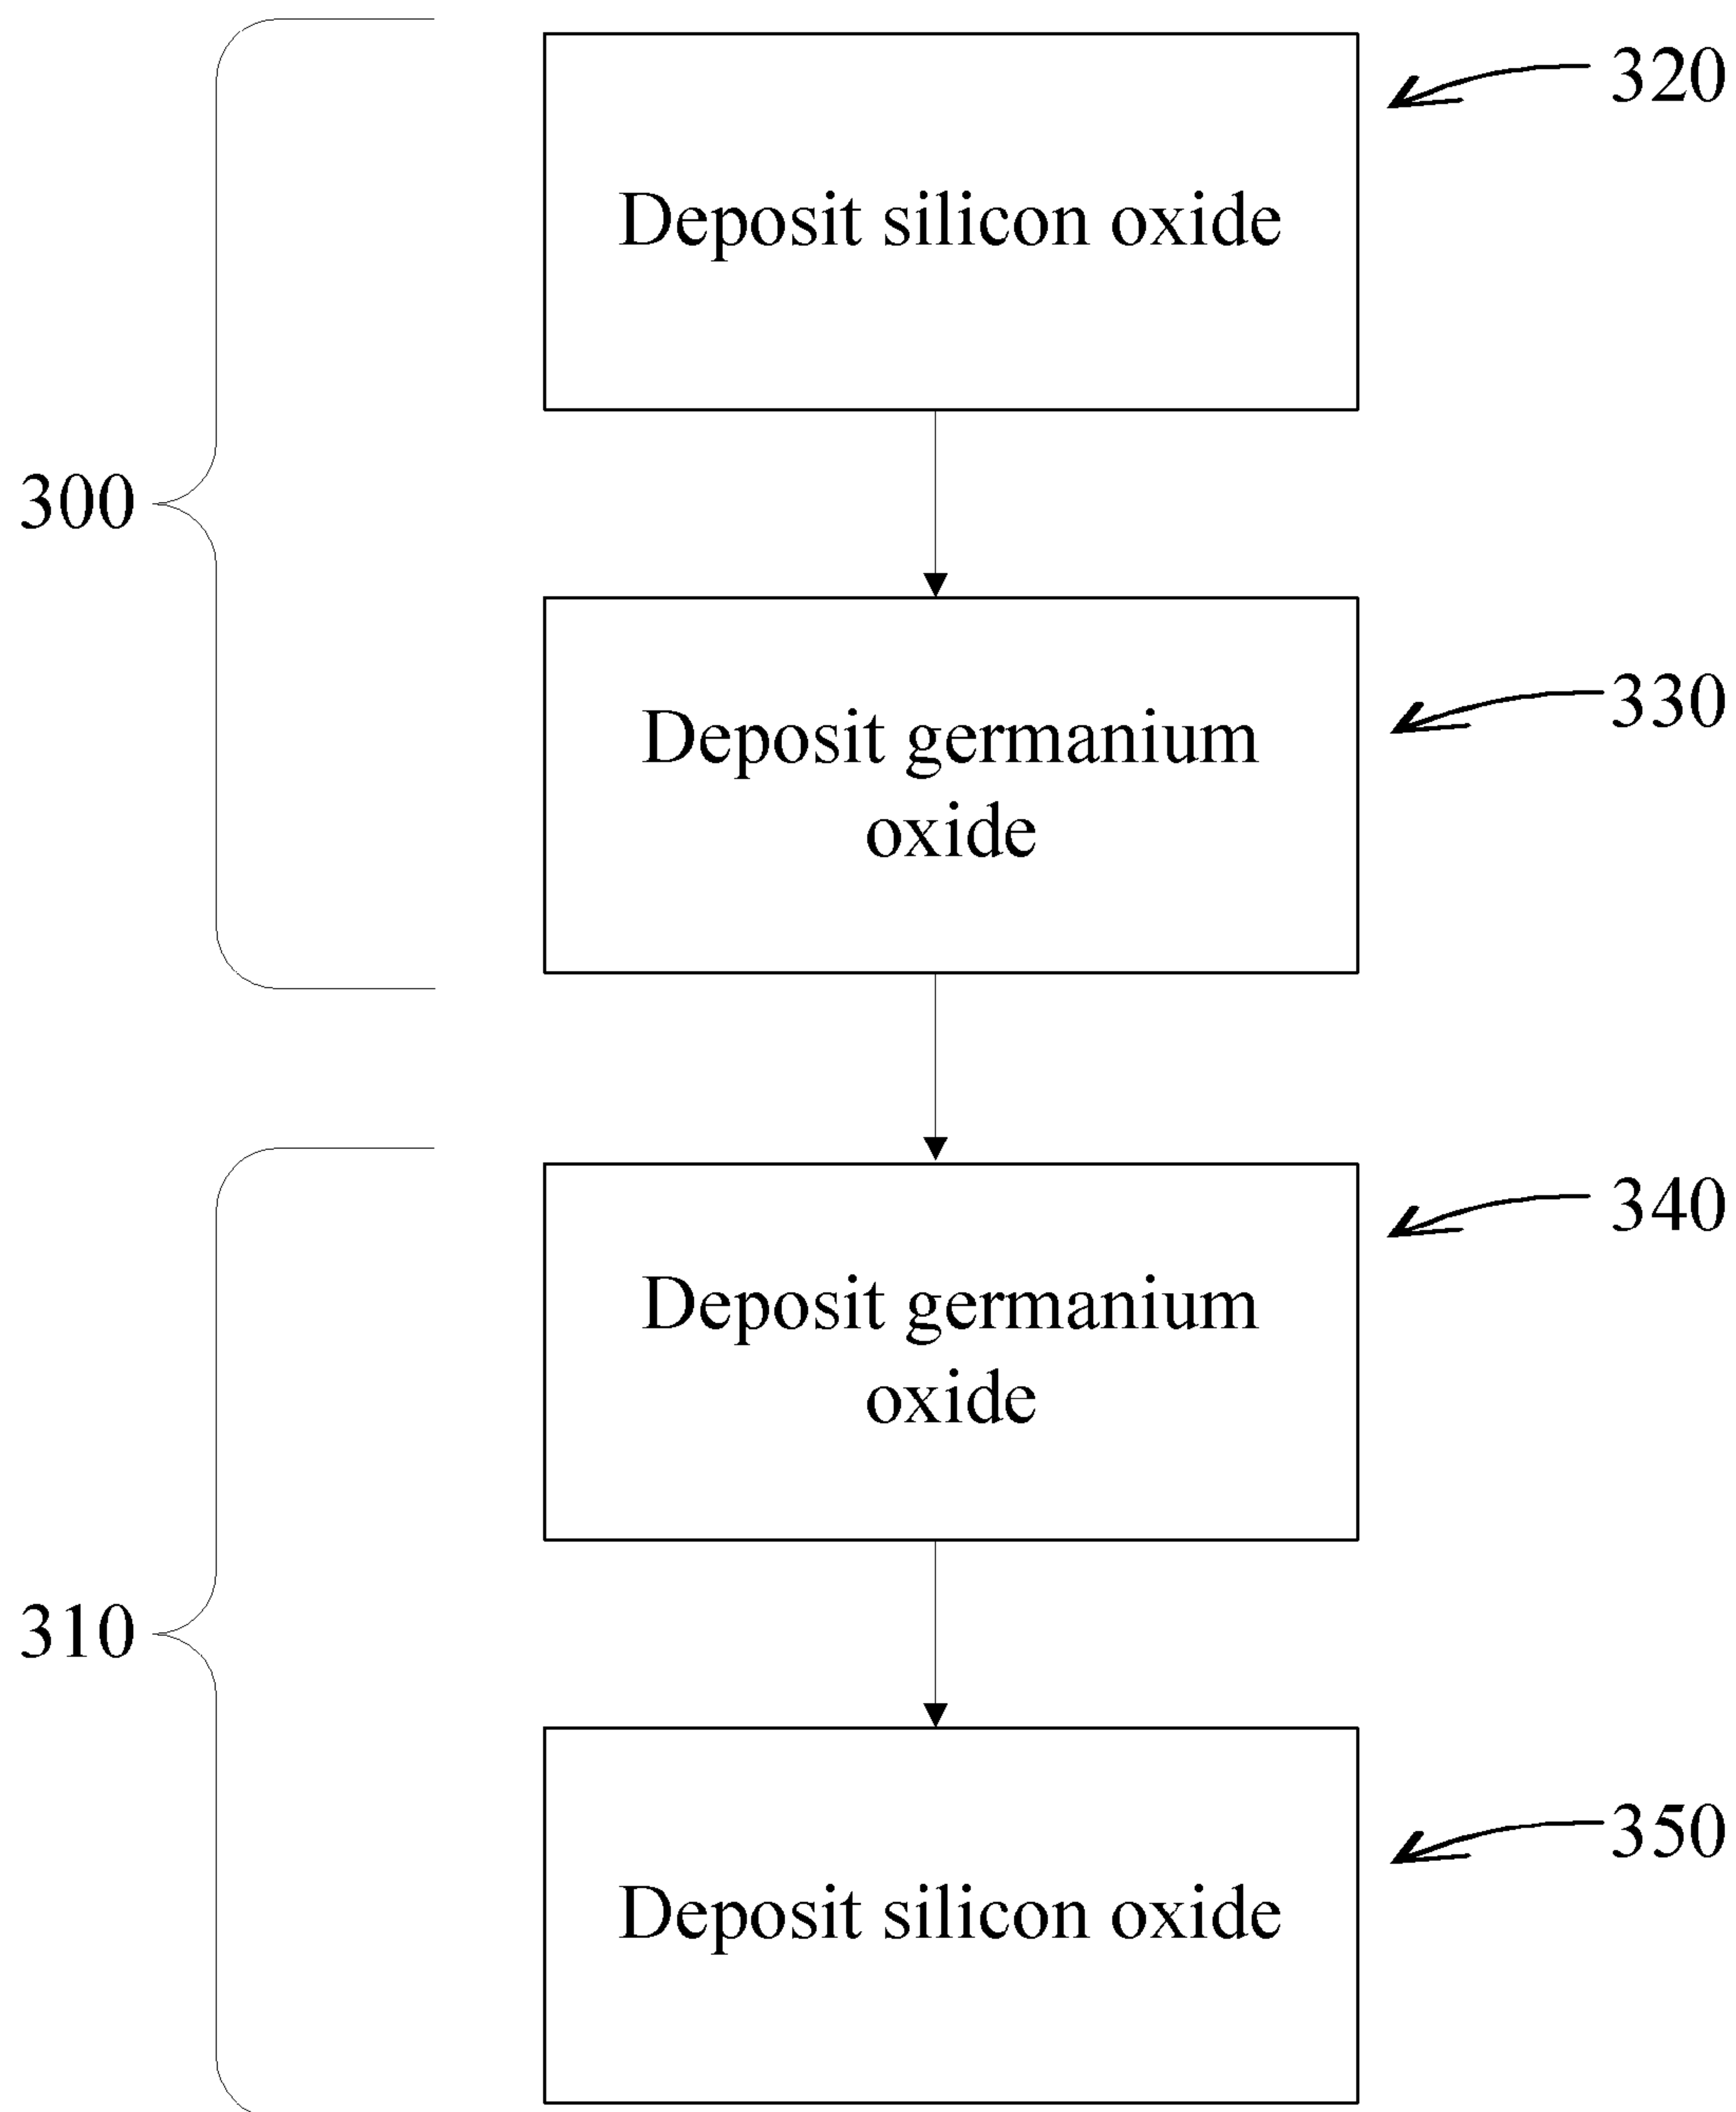 320
Deposit silicon oxide
300
330
Deposit germanium
oxide
340
Deposit germanium
oxide
310
350
Deposit silicon oxide